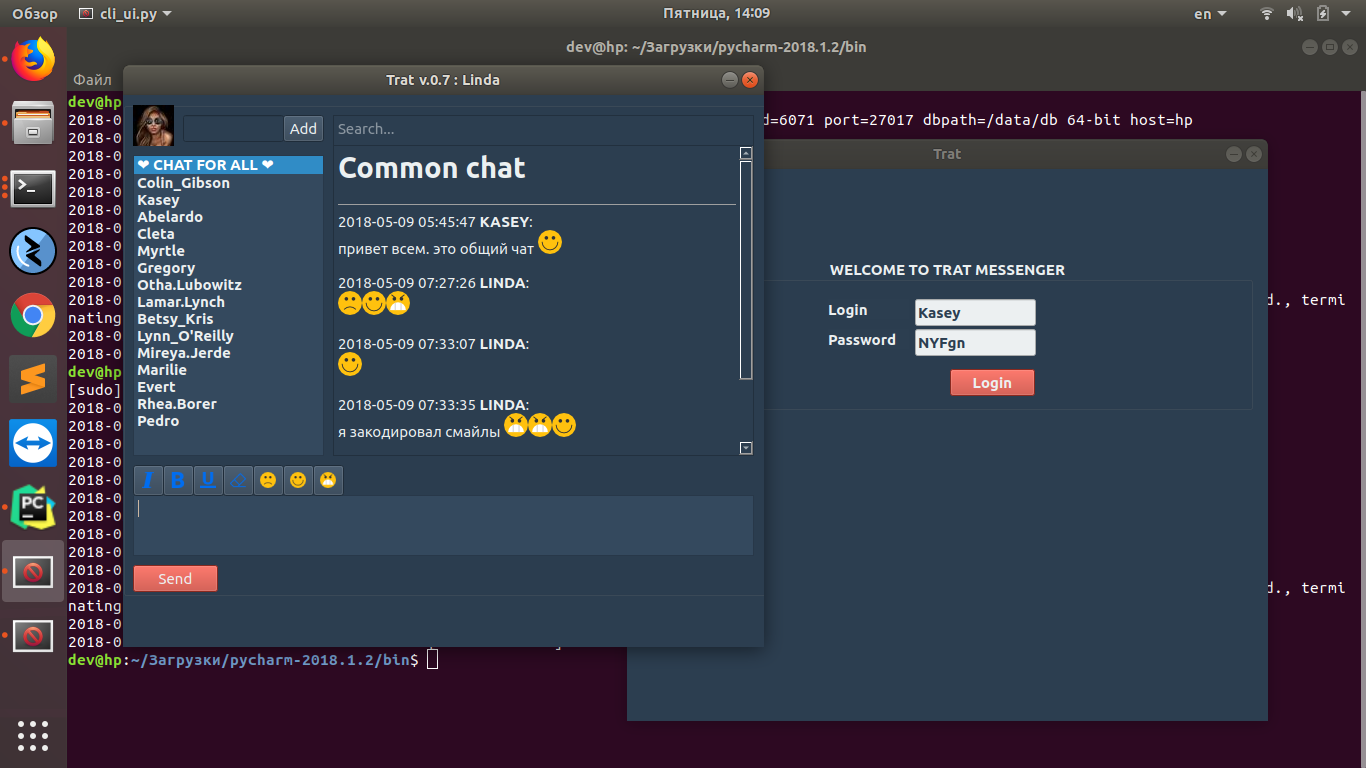 Обзор cli_ui.py Пятница, 14:09 en
dev@hp: ~/Загрузки/pycharm-2018.1.2/bin
Файл
Trat v.0.7 : Linda
dev@hp
2018-0
d=6071 port=27017 dbpath=/data/db 64-bit host=hp
2018-0
2018-0
2018-0
2018-0
2018-0
2018-0
2018-0
2018-0
2018-0
2018-0
d., termi
nating
2018-0
2018-0
dev@hp
[sudo]
2018-0
2018-0
2018-0
2018-0
2018-0
2018-0
2018-0
2018-0
2018-0
2018-0
d., termi
nating
2018-0
2018-0
dev@hp:~/Загрузки/pycharm-2018.1.2/bin$
Add
❤ CHAT FOR ALL ❤
Colin_Gibson
Kasey
Abelardo
Cleta
Myrtle
Gregory
Otha.Lubowitz
Lamar.Lynch
Betsy_Kris
Lynn_O'Reilly
Mireya.Jerde
Marilie
Evert
Rhea.Borer
Pedro
Search...
Common chat
2018-05-09 05:45:47 KASEY:
привет всем. это общий чат
2018-05-09 07:27:26 LINDA:
2018-05-09 07:33:07 LINDA:
2018-05-09 07:33:35 LINDA:
я закодировал смайлы
I B U
Send
Trat
WELCOME TO TRAT MESSENGER
Login Kasey
Password NYFgn
Login
PC